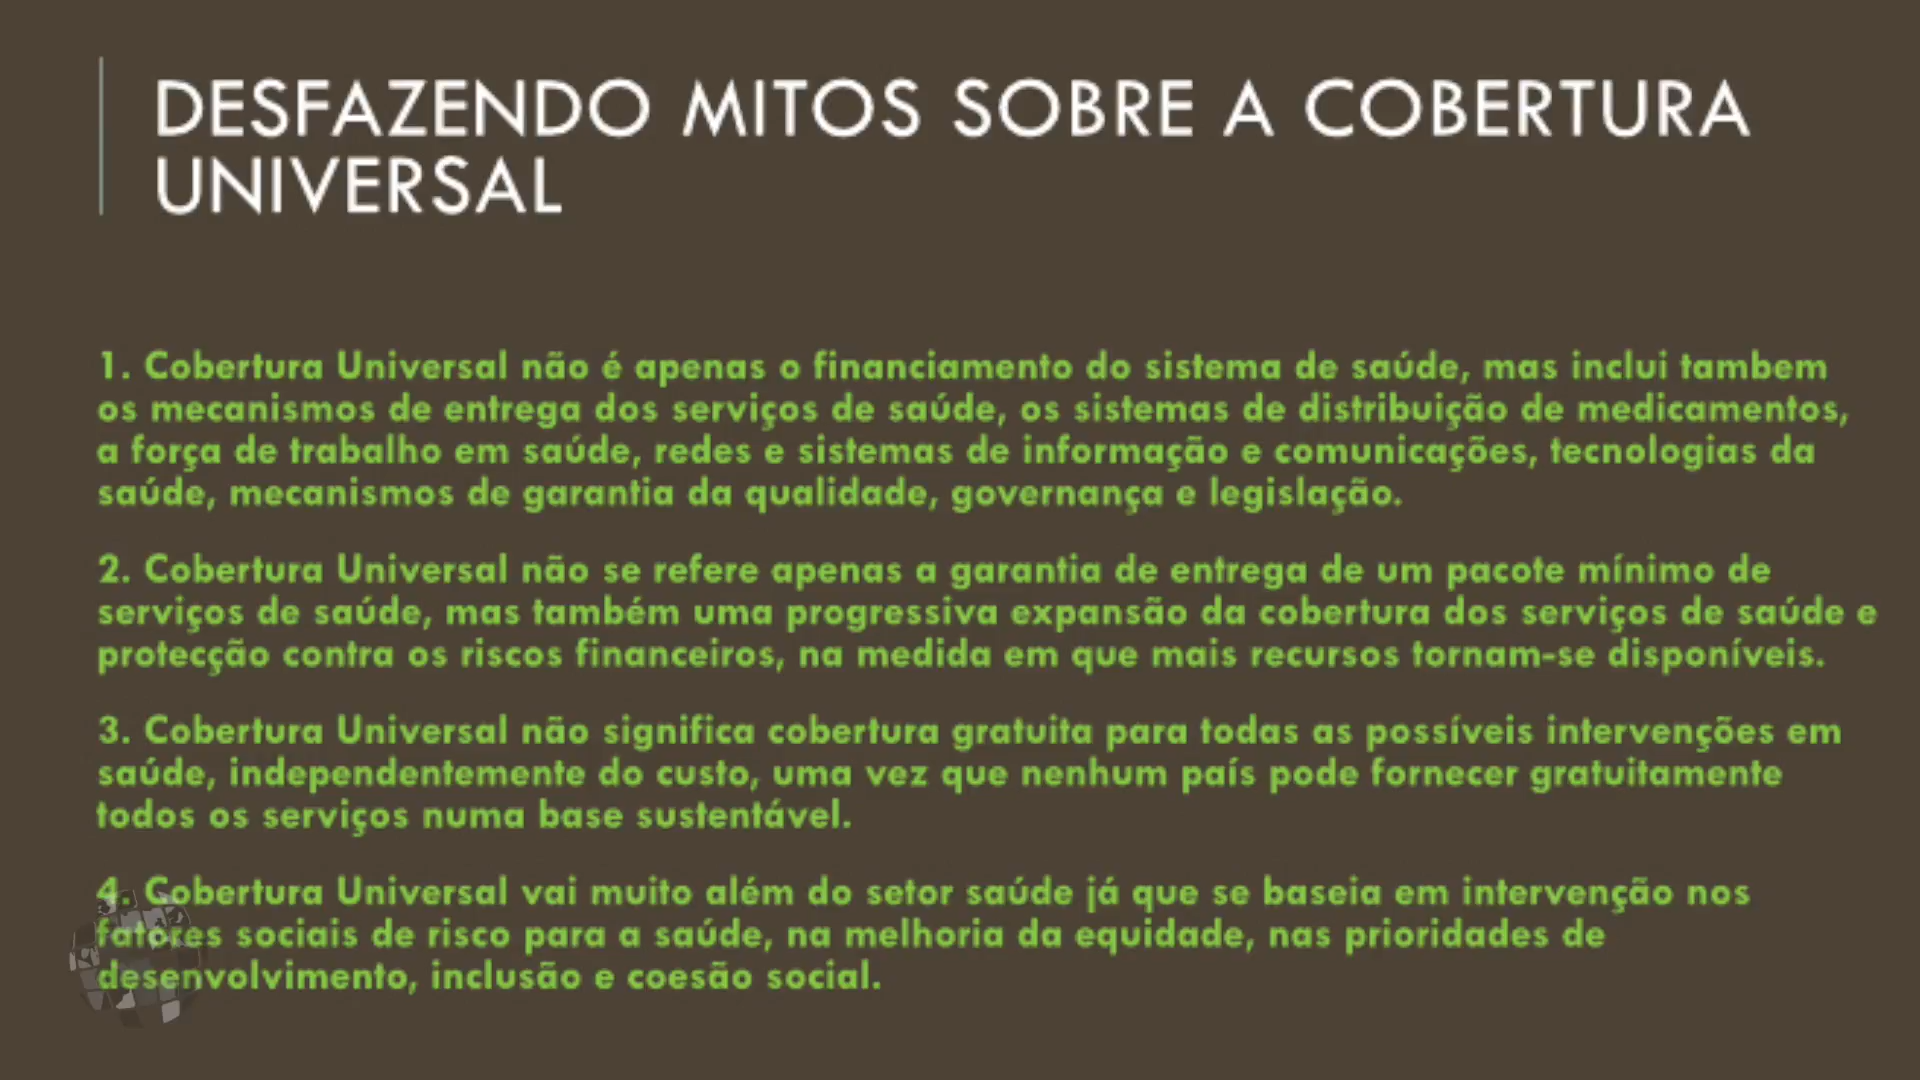 DESFAZENDO MITOS SOBRE A COBERTURA
UNIVERSAL
1. Cobertura Universal não é apenas o financiamento do sistema de saúde, mas inclui tambem
os mecanismos de entrega dos serviços de saúde, os sistemas de distribuição de medicamentos,
a força de trabalho em saúde, redes e sistemas de informação e comunicações, tecnologias da
saúde, mecanismos de garantia da qualidade, governança e legislação.
2. Cobertura Universal não se refere apenas a garantia de entrega de um pacote mínimo de
serviços de saúde, mas também uma progressiva expansão da cobertura dos serviços de saúde e
protecção contra os riscos financeiros, na medida em que mais recursos tornam-se disponíveis.
3. Cobertura Universal não significa cobertura gratuita para todas as possíveis intervenções em
saúde, independentemente do custo, uma vez que nenhum país pode fornecer gratuitamente
todos os serviços numa base sustentável.
4. Cobertura Universal vai muito além do setor saúde já que se baseia em intervenção nos
fatores sociais de risco para a saúde, na melhoria da equidade, nas prioridades de
desenvolvimento, inclusão e coesão social.